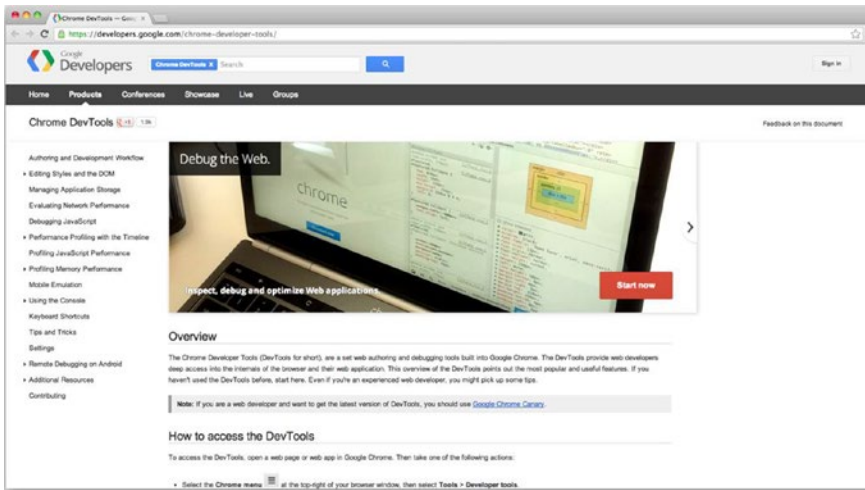 Chrome DevTools — Goog
https://developers.google.com/chrome-developer-tools/
Google
Developers
Chrome DevTools X Search
Sign in
Home Products Conferences Showcase Live Groups
Chrome DevTools +1 1.5k
Feedback on this document
Authoring and Development Workflow
Editing Styles and the DOM
Managing Application Storage
Evaluating Network Performance
Debugging JavaScript
Performance Profiling with the Timeline
Profiling JavaScript Performance
Profiling Memory Performance
Mobile Emulation
Using the Console
Keyboard Shortcuts
Tips and Tricks
Settings
Remote Debugging on Android
Additional Resources
Contributing
Debug the Web.
chrome
Inspect, debug and optimize Web applications.
Start now
Overview
The Chrome Developer Tools (DevTools for short), are a set web authoring and debugging tools built into Google Chrome. The DevTools provide web developers
deep access into the internals of the browser and their web application. This overview of the DevTools points out the most popular and useful features. If you
haven't used the DevTools before, start here. Even if you're an experienced web developer, you might pick up some tips.
Note: If you are a web developer and want to get the latest version of DevTools, you should use Google Chrome Canary.
How to access the DevTools
To access the DevTools, open a web page or web app in Google Chrome. Then take one of the following actions:
• Select the Chrome menu at the top-right of your browser window, then select Tools > Developer tools.